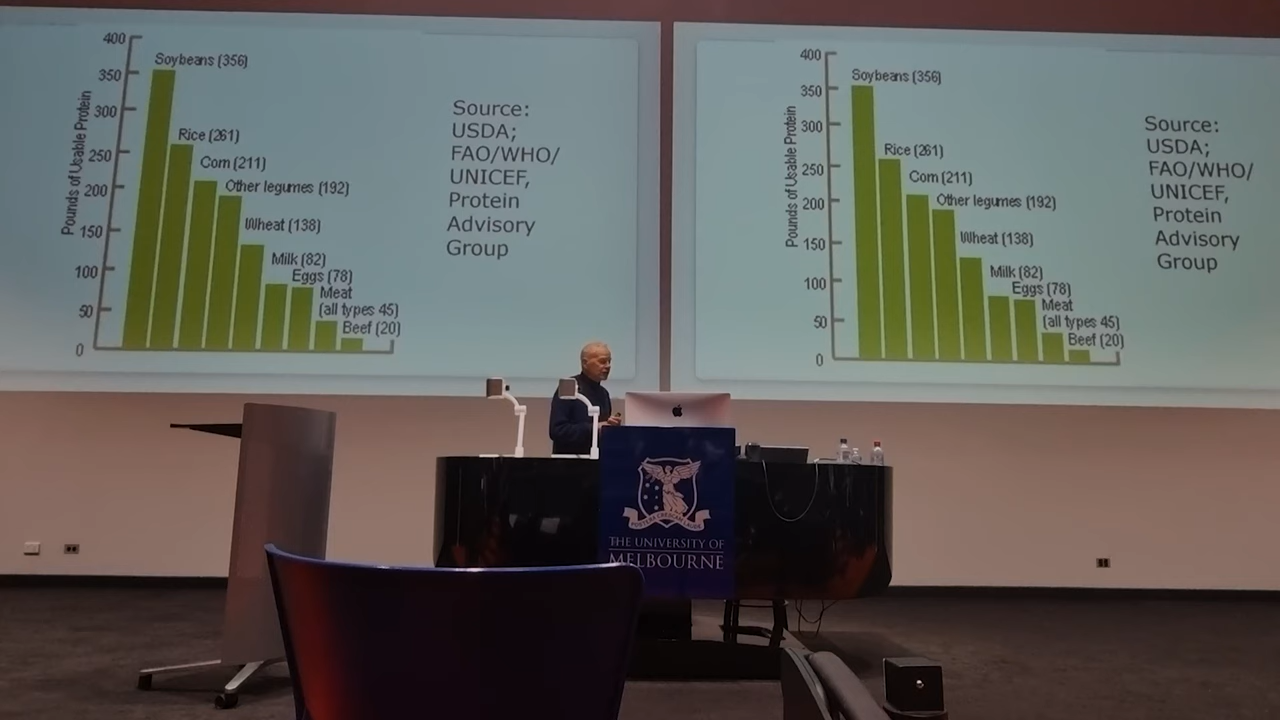 400
350
300
250
200
150
100
50
0
Pounds of Usable Protein
Soybeans (356)
Rice (261)
Corn (211)
Other legumes (192)
Wheat (138)
Milk (82)
Eggs (78)
Meat
(all types 45)
Beef (20)
Source:
USDA;
FAO/WHO/
UNICEF,
Protein
Advisory
Group
400
350
300
250
200
150
100
50
0
Pounds of Usable Protein
Soybeans (356)
Rice (261)
Corn (211)
Other legumes (192)
Wheat (138)
Milk (82)
Eggs (78)
Meat
(all types 45)
Beef (20)
Source:
USDA;
FAO/WHO/
UNICEF,
Protein
Advisory
Group
POSTERA CRESCAM LAUDE
THE UNIVERSITY OF
MELBOURNE